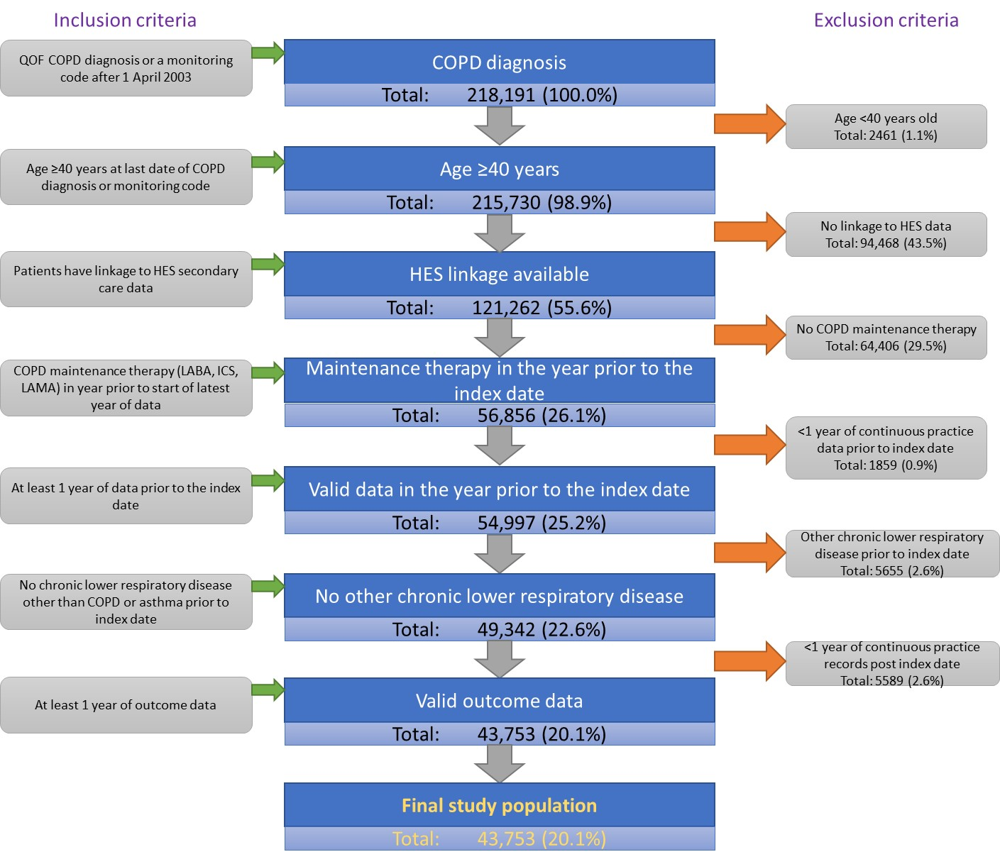 Inclusion criteria
Exclusion criteria
QOF COPD diagnosis or a monitoring
code after 1 April 2003
COPD diagnosis
Total: 218,191 (100.0%)
Age <40 years old
Total: 2461 (1.1%)
Age ≥40 years at last date of COPD
diagnosis or monitoring code
Age ≥40 years
Total: 215,730 (98.9%)
No linkage to HES data
Total: 94,468 (43.5%)
Patients have linkage to HES secondary
care data
HES linkage available
Total: 121,262 (55.6%)
No COPD maintenance therapy
Total: 64,406 (29.5%)
COPD maintenance therapy (LABA, ICS,
LAMA) in year prior to start of latest
year of data
Maintenance therapy in the year prior to the
index date
Total: 56,856 (26.1%)
<1 year of continuous practice
data prior to index date
Total: 1859 (0.9%)
At least 1 year of data prior to the index
date
Valid data in the year prior to the index date
Total: 54,997 (25.2%)
Other chronic lower respiratory
disease prior to index date
Total: 5655 (2.6%)
No chronic lower respiratory disease
other than COPD or asthma prior to
index date
No other chronic lower respiratory disease
Total: 49,342 (22.6%)
<1 year of continuous practice
records post index date
Total: 5589 (2.6%)
At least 1 year of outcome data
Valid outcome data
Total: 43,753 (20.1%)
Final study population
Total: 43,753 (20.1%)